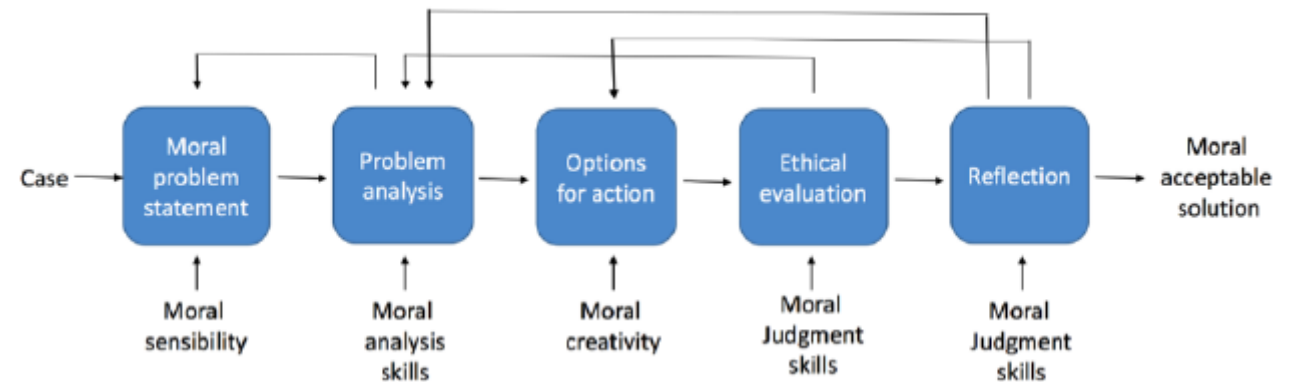 Case
Moral
problem
statement
Problem
analysis
Options
for action
Ethical
evaluation
Reflection
Moral
acceptable
solution
Moral
sensibility
Moral
analysis
skills
Moral
creativity
Moral
Judgment
skills
Moral
Judgment
skills